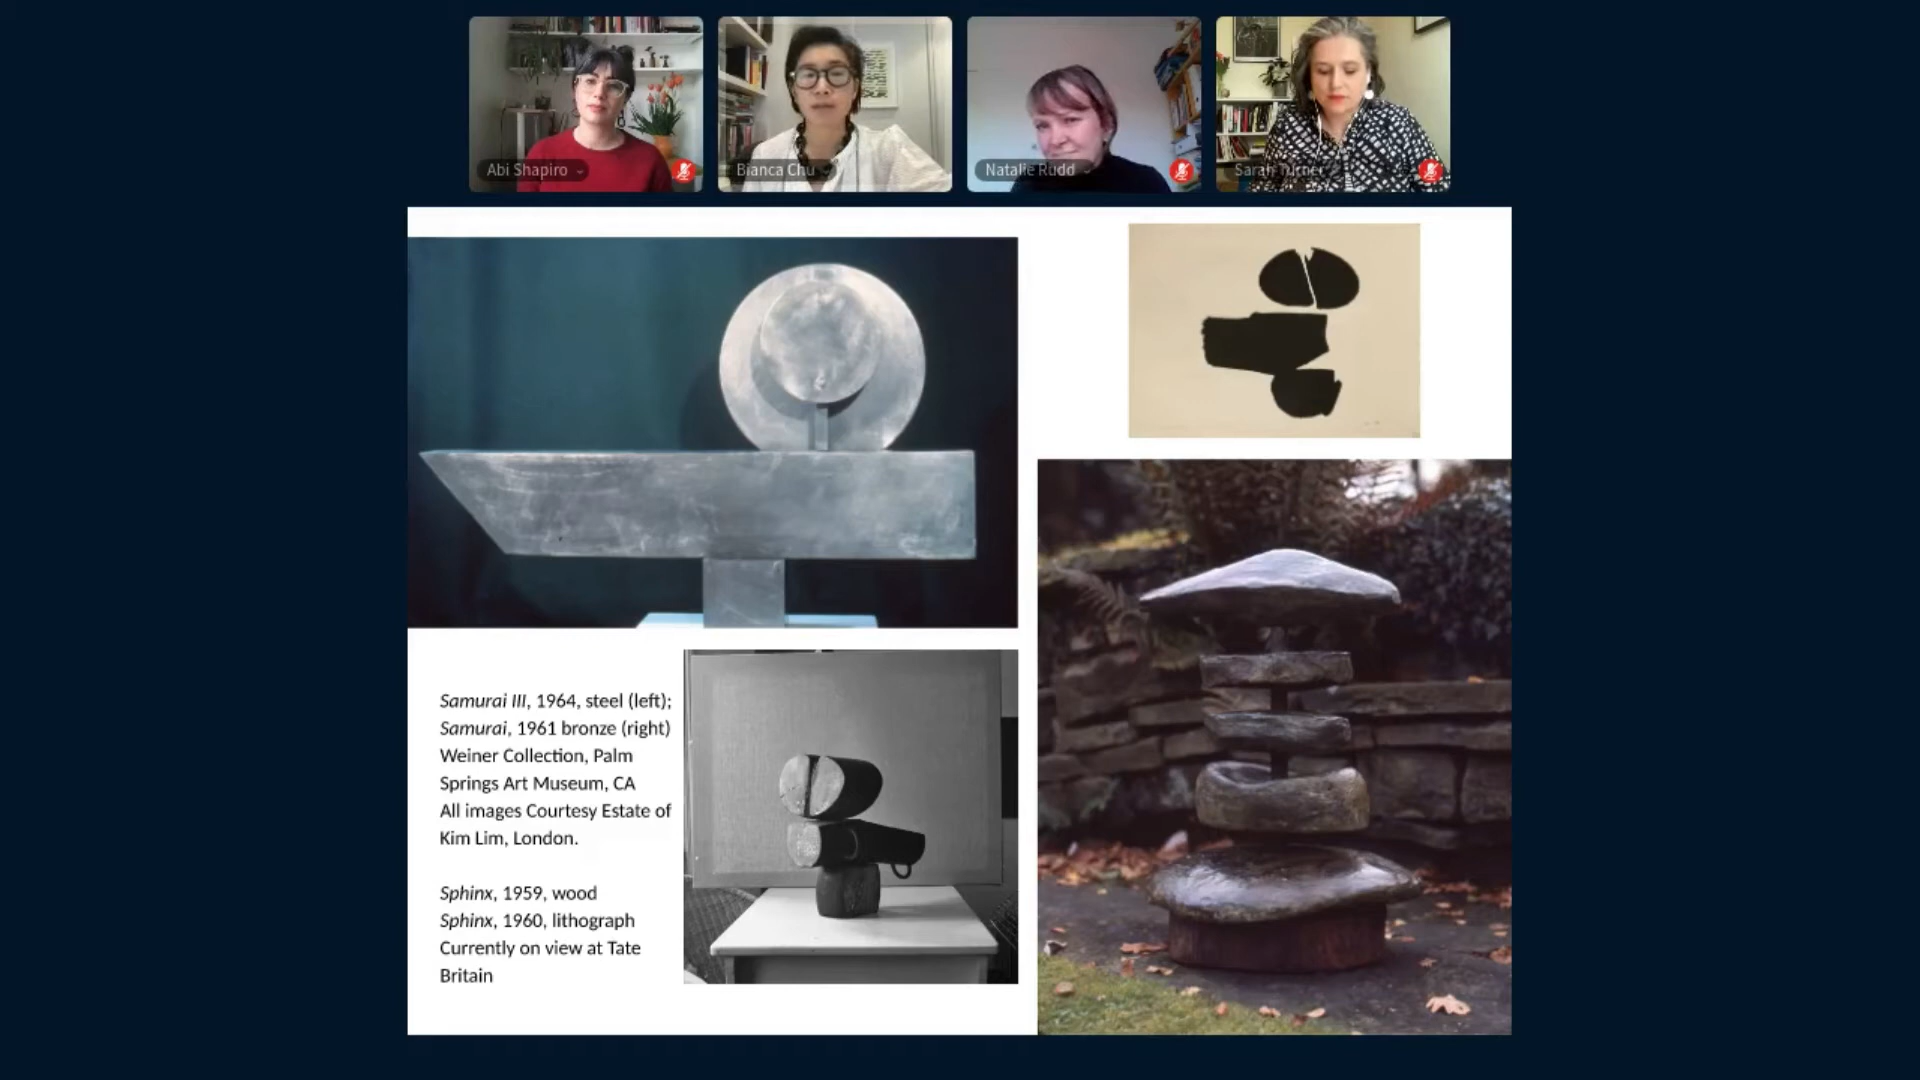 Abi Shapiro
Bianca Chu
Natalie Rudd
Sarah Turner
Samurai III, 1964, steel (left);
Samurai, 1961 bronze (right)
Weiner Collection, Palm
Springs Art Museum, CA
All images Courtesy Estate of
Kim Lim, London.
Sphinx, 1959, wood
Sphinx, 1960, lithograph
Currently on view at Tate
Britain